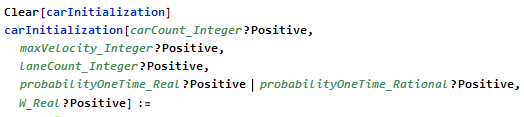 Clear[carInitialization]
carInitialization[carCount_Integer?Positive,
maxVelocity_Integer?Positive,
laneCount_Integer?Positive,
probabilityOneTime_Real?Positive | probabilityOneTime_Rational?Positive,
W_Real?Positive] :=